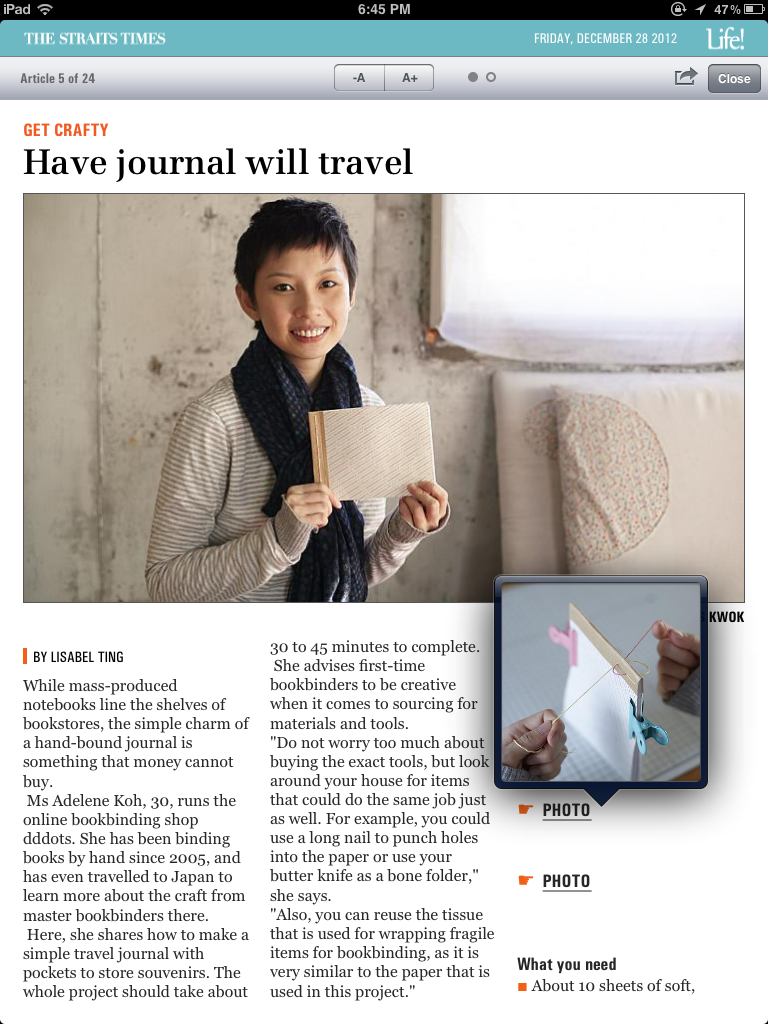 iPad 6:45 PM 47%
THE STRAITS TIMES FRIDAY, DECEMBER 28 2012 Life!
Article 5 of 24 -A A+ Close
GET CRAFTY
Have journal will travel
KWOK
BY LISABEL TING
While mass-produced
notebooks line the shelves of
bookstores, the simple charm of
a hand-bound journal is
something that money cannot
buy.
Ms Adelene Koh, 30, runs the
online bookbinding shop
dddots. She has been binding
books by hand since 2005, and
has even travelled to Japan to
learn more about the craft from
master bookbinders there.
Here, she shares how to make a
simple travel journal with
pockets to store souvenirs. The
whole project should take about
30 to 45 minutes to complete.
She advises first-time
bookbinders to be creative
when it comes to sourcing for
materials and tools.
"Do not worry too much about
buying the exact tools, but look
around your house for items
that could do the same job just
as well. For example, you could
use a long nail to punch holes
into the paper or use your
butter knife as a bone folder,"
she says.
"Also, you can reuse the tissue
that is used for wrapping fragile
items for bookbinding, as it is
very similar to the paper that is
used in this project."
PHOTO
PHOTO
What you need
■ About 10 sheets of soft,